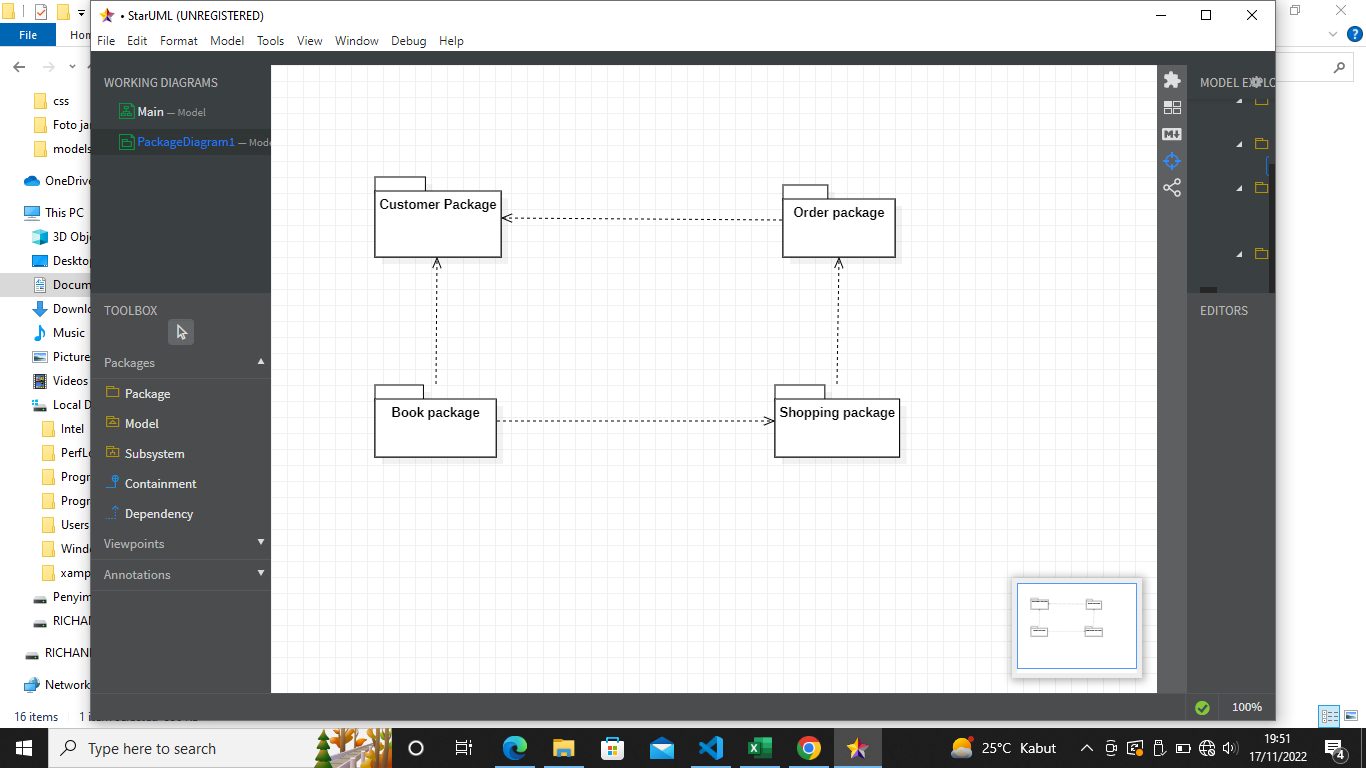 • StarUML (UNREGISTERED)
File
Hom
File Edit Format Model Tools View Window Debug Help
WORKING DIAGRAMS
Main — Model
PackageDiagram1 — Mode
MODEL EXPLO
css
Foto ja
models
OneDrive
This PC
3D Obj
Desktop
Docum
Downlo
Music
Picture
Videos
Local D
Intel
PerfLo
Progr
Progr
Users
Windo
xamp
Penyim
RICHAN
RICHAN
Network
16 items
TOOLBOX
Packages
Package
Model
Subsystem
Containment
Dependency
Viewpoints
Annotations
Customer Package
Order package
Book package
Shopping package
M
EDITORS
100%
Type here to search
25°C Kabut
19:51
17/11/2022
4